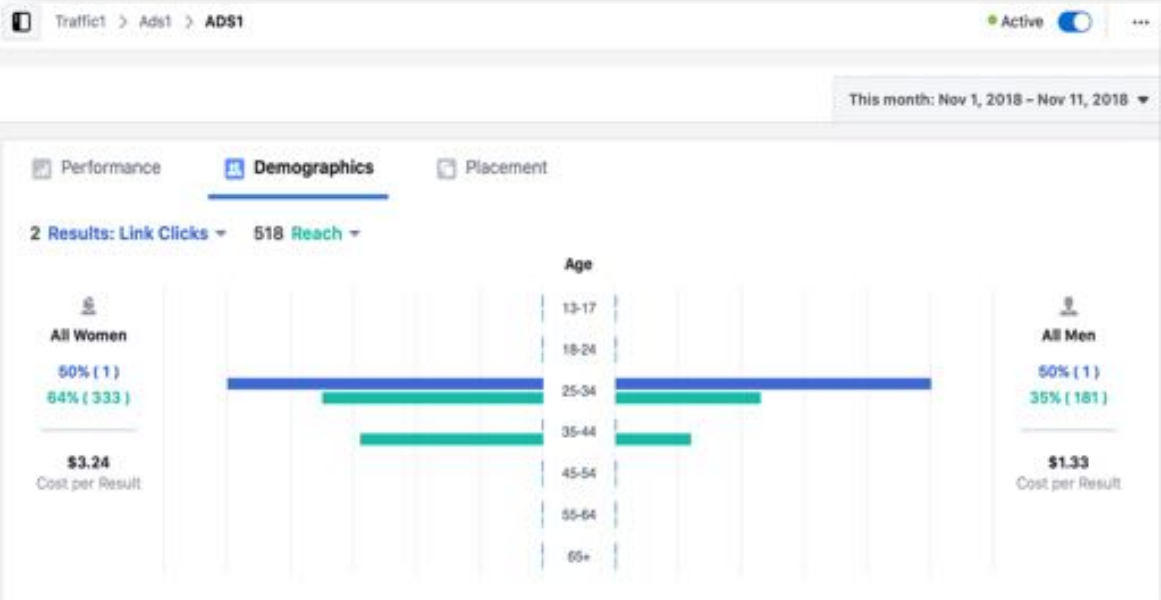 Traffic1 > Ads1 > ADS1
Active
...
This month: Nov 1, 2018 – Nov 11, 2018
Performance
Demographics
Placement
2 Results: Link Clicks
518 Reach
Age
All Women
50% ( 1 )
64% ( 333 )
$3.24
Cost per Result
13-17
18-24
25-34
35-44
45-54
55-64
65+
All Men
50% ( 1 )
35% ( 181 )
$1.33
Cost per Result